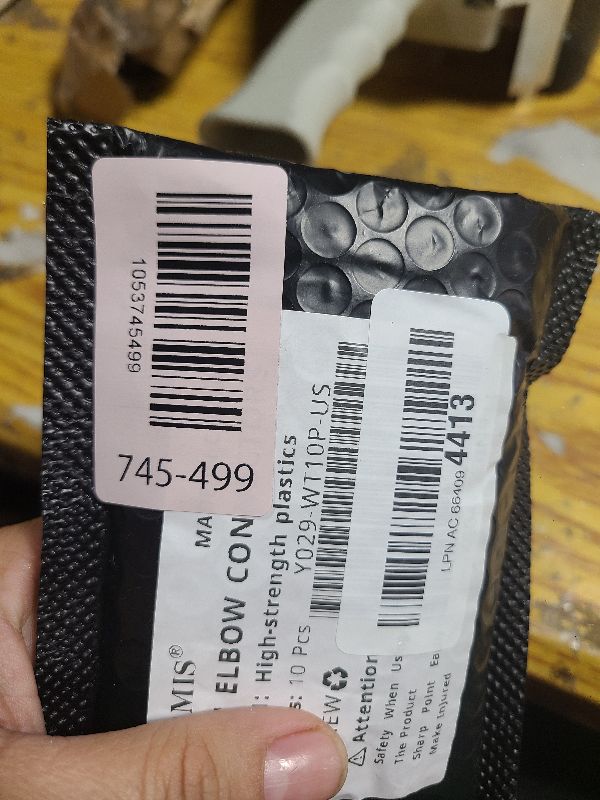 1053745499
745-499
MIS®
ELBOW CON
MA
: High-strength plastics
s: 10 Pcs
Y029-WT10P-US
EW
LPN AC 66409 4413
Attention
Safety When Us
The Product
Sharp Point Ea
Make Injured